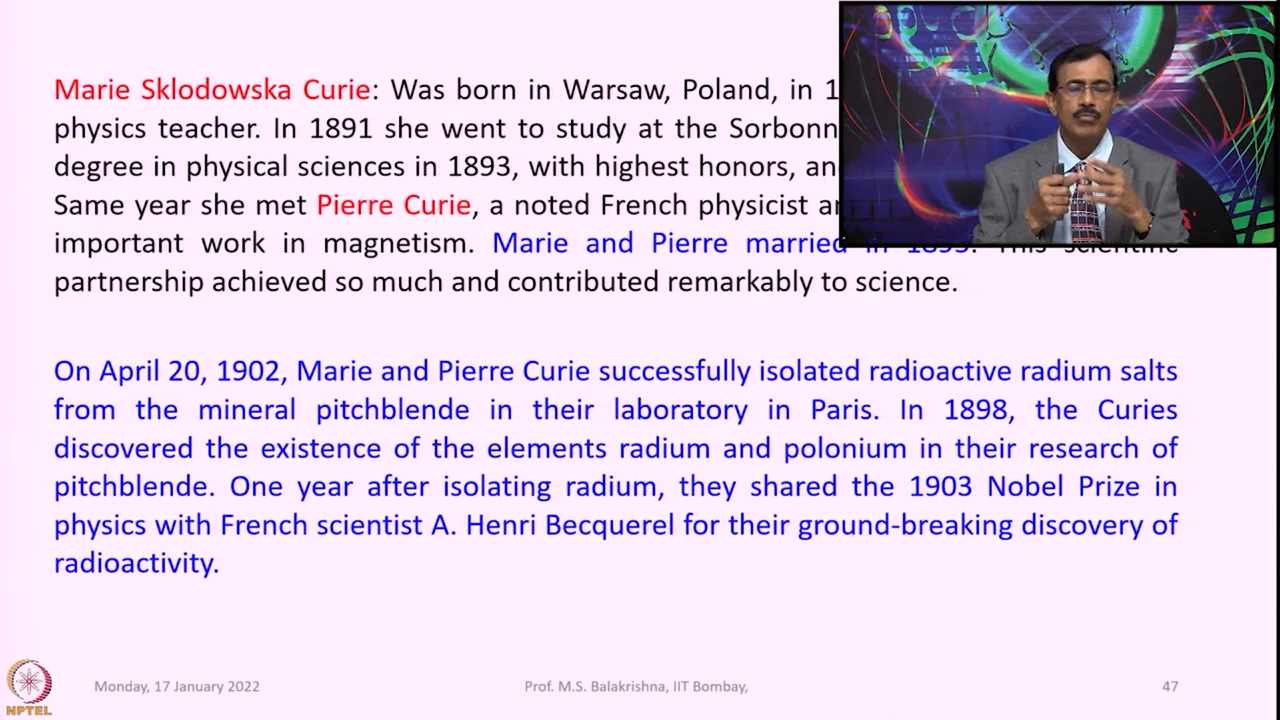 Marie Sklodowska Curie: Was born in Warsaw, Poland, in 1
physics teacher. In 1891 she went to study at the Sorbonn
degree in physical sciences in 1893, with highest honors, an
Same year she met Pierre Curie, a noted French physicist a
important work in magnetism. Marie and Pierre married in 1895. This scientific
partnership achieved so much and contributed remarkably to science.
On April 20, 1902, Marie and Pierre Curie successfully isolated radioactive radium salts
from the mineral pitchblende in their laboratory in Paris. In 1898, the Curies
discovered the existence of the elements radium and polonium in their research of
pitchblende. One year after isolating radium, they shared the 1903 Nobel Prize in
physics with French scientist A. Henri Becquerel for their ground-breaking discovery of
radioactivity.
NPTEL
Monday, 17 January 2022
Prof. M.S. Balakrishna, IIT Bombay,
47